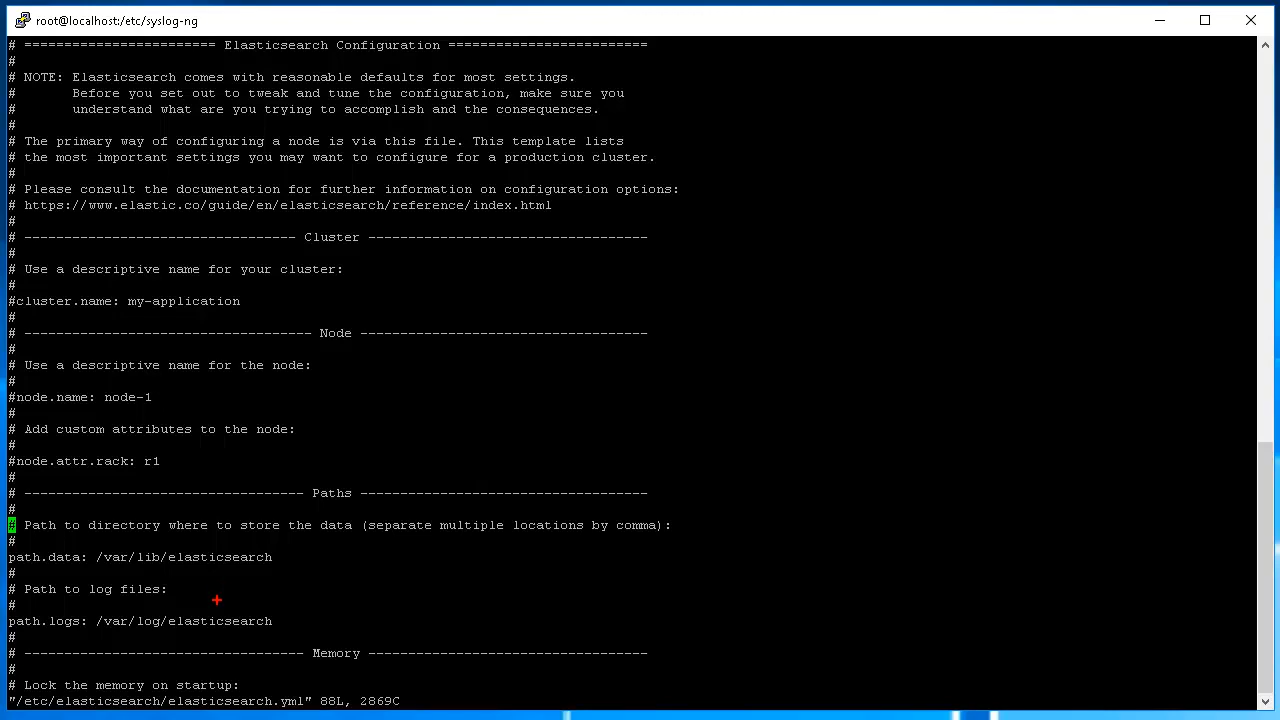 root@localhost:/etc/syslog-ng
# ======================== Elasticsearch Configuration =========================
#
# NOTE: Elasticsearch comes with reasonable defaults for most settings.
#       Before you set out to tweak and tune the configuration, make sure you
#       understand what are you trying to accomplish and the consequences.
#
# The primary way of configuring a node is via this file. This template lists
# the most important settings you may want to configure for a production cluster.
#
# Please consult the documentation for further information on configuration options:
# https://www.elastic.co/guide/en/elasticsearch/reference/index.html
#
# ---------------------------------- Cluster -----------------------------------
#
# Use a descriptive name for your cluster:
#
#cluster.name: my-application
#
# ------------------------------------ Node ------------------------------------
#
# Use a descriptive name for the node:
#
#node.name: node-1
#
# Add custom attributes to the node:
#
#node.attr.rack: r1
#
# ----------------------------------- Paths ------------------------------------
#
# Path to directory where to store the data (separate multiple locations by comma):
#
path.data: /var/lib/elasticsearch
#
# Path to log files:
#
path.logs: /var/log/elasticsearch
#
# ----------------------------------- Memory -----------------------------------
#
# Lock the memory on startup:
"/etc/elasticsearch/elasticsearch.yml" 88L, 2869C